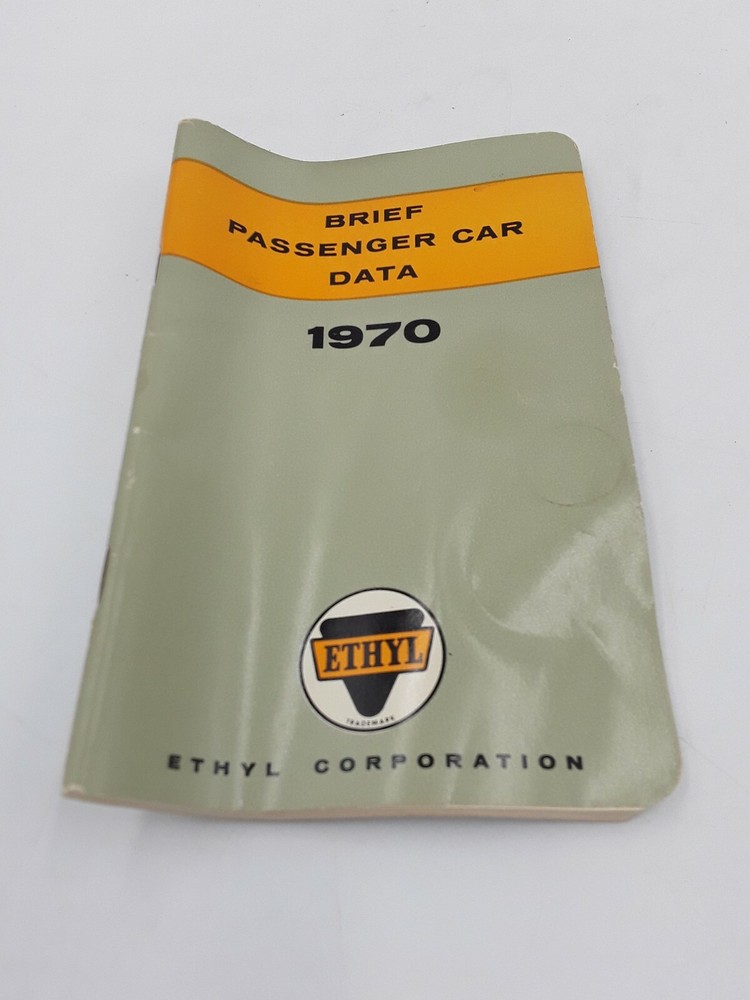 BRIEF
PASSENGER CAR
DATA
1970
ETHYL
TRADEMARK
ETHYL CORPORATION